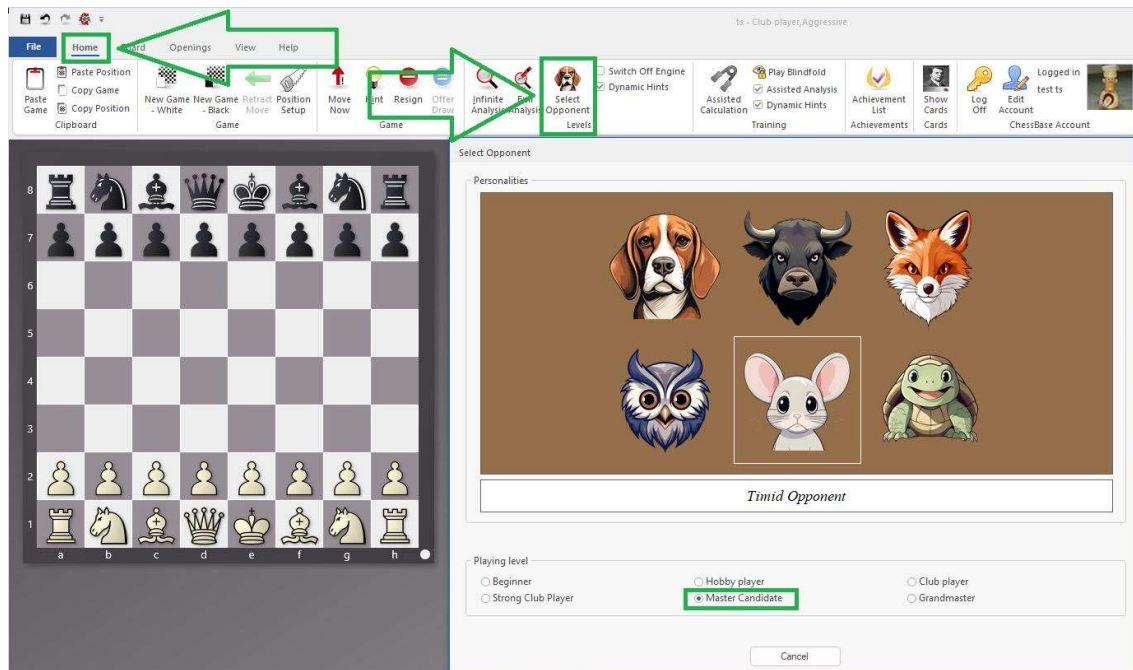 ts - Club player,Aggressive
File Home Board Openings View Help
Paste Game
Paste Position
Copy Game
Copy Position
Clipboard
New Game - White
New Game - Black
Retract Move
Position Setup
Game
Move Now
Hint
Resign
Offer Draw
Game
Infinite Analysis
Analysis
Select Opponent
Switch Off Engine
Dynamic Hints
Levels
Assisted Calculation
Play Blindfold
Assisted Analysis
Dynamic Hints
Training
Achievement List
Achievements
Show Cards
Cards
Log Off
Edit Account
Logged in
test ts
ChessBase Account
Select Opponent
Personalities
Timid Opponent
Playing level
Beginner Hobby player Club player
Strong Club Player Master Candidate Grandmaster
Cancel
8
7
6
5
4
3
2
1
a b c d e f g h